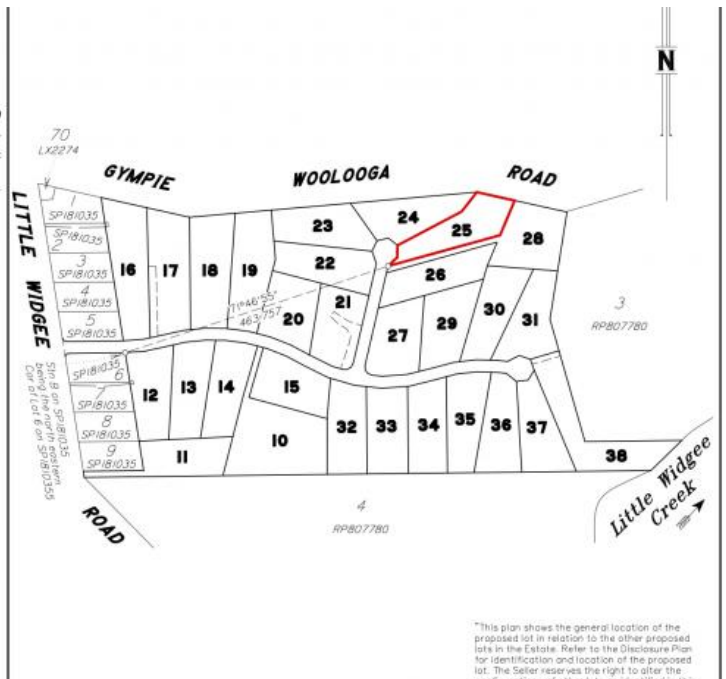 N
70
LX2274
GYMPIE WOOLOOGA ROAD
LITTLE WIDGEE
1
SP181035
SP181035
2
3
SP181035
4
SP181035
5
SP181035
16
17
18
19
23
24
25
28
22
26
21
20
71°46'55"
463·757
27
29
30
31
3
RP807780
SP181035
6
7
SP181035
8
SP181035
9
SP181035
12
13
14
15
11
10
32
33
34
35
36
37
38
Stn B on SP181035
being the north eastern
Cor of Lot 6 on SP1810355
ROAD
4
RP807780
Little Widgee
Creek
"This plan shows the general location of the
proposed lot in relation to the other proposed
lots in the Estate. Refer to the Disclosure Plan
for identification and location of the proposed
lot. The Seller reserves the right to alter the